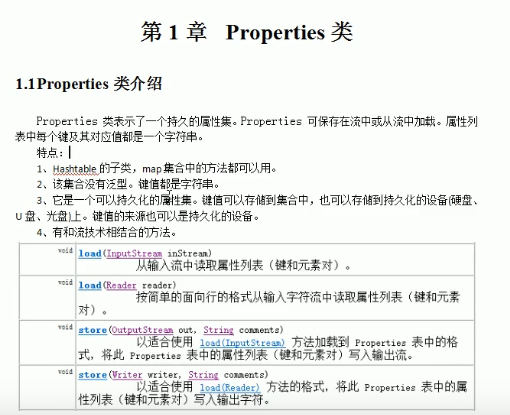 第 1 章 Properties 类
1.1Properties 类介绍
Properties 类表示了一个持久的属性集。Properties 可保存在流中或从流中加载。属性列
表中每个键及其对应值都是一个字符串。
特点：
1、Hashtable 的子类，map 集合中的方法都可以用。
2、该集合没有泛型。键值都是字符串。
3、它是一个可以持久化的属性集。键值可以存储到集合中，也可以存储到持久化的设备(硬盘、
U 盘、光盘)上。键值的来源也可以是持久化的设备。
4、有和流技术相结合的方法。
void load(InputStream inStream)
从输入流中读取属性列表（键和元素对）。
void load(Reader reader)
按简单的面向行的格式从输入字符流中读取属性列表（键和元素
对）。
void store(OutputStream out, String comments)
以适合使用 load(InputStream) 方法加载到 Properties 表中的格
式，将此 Properties 表中的属性列表（键和元素对）写入输出流。
void store(Writer writer, String comments)
以适合使用 load(Reader) 方法的格式，将此 Properties 表中的属
性列表（键和元素对）写入输出字符。